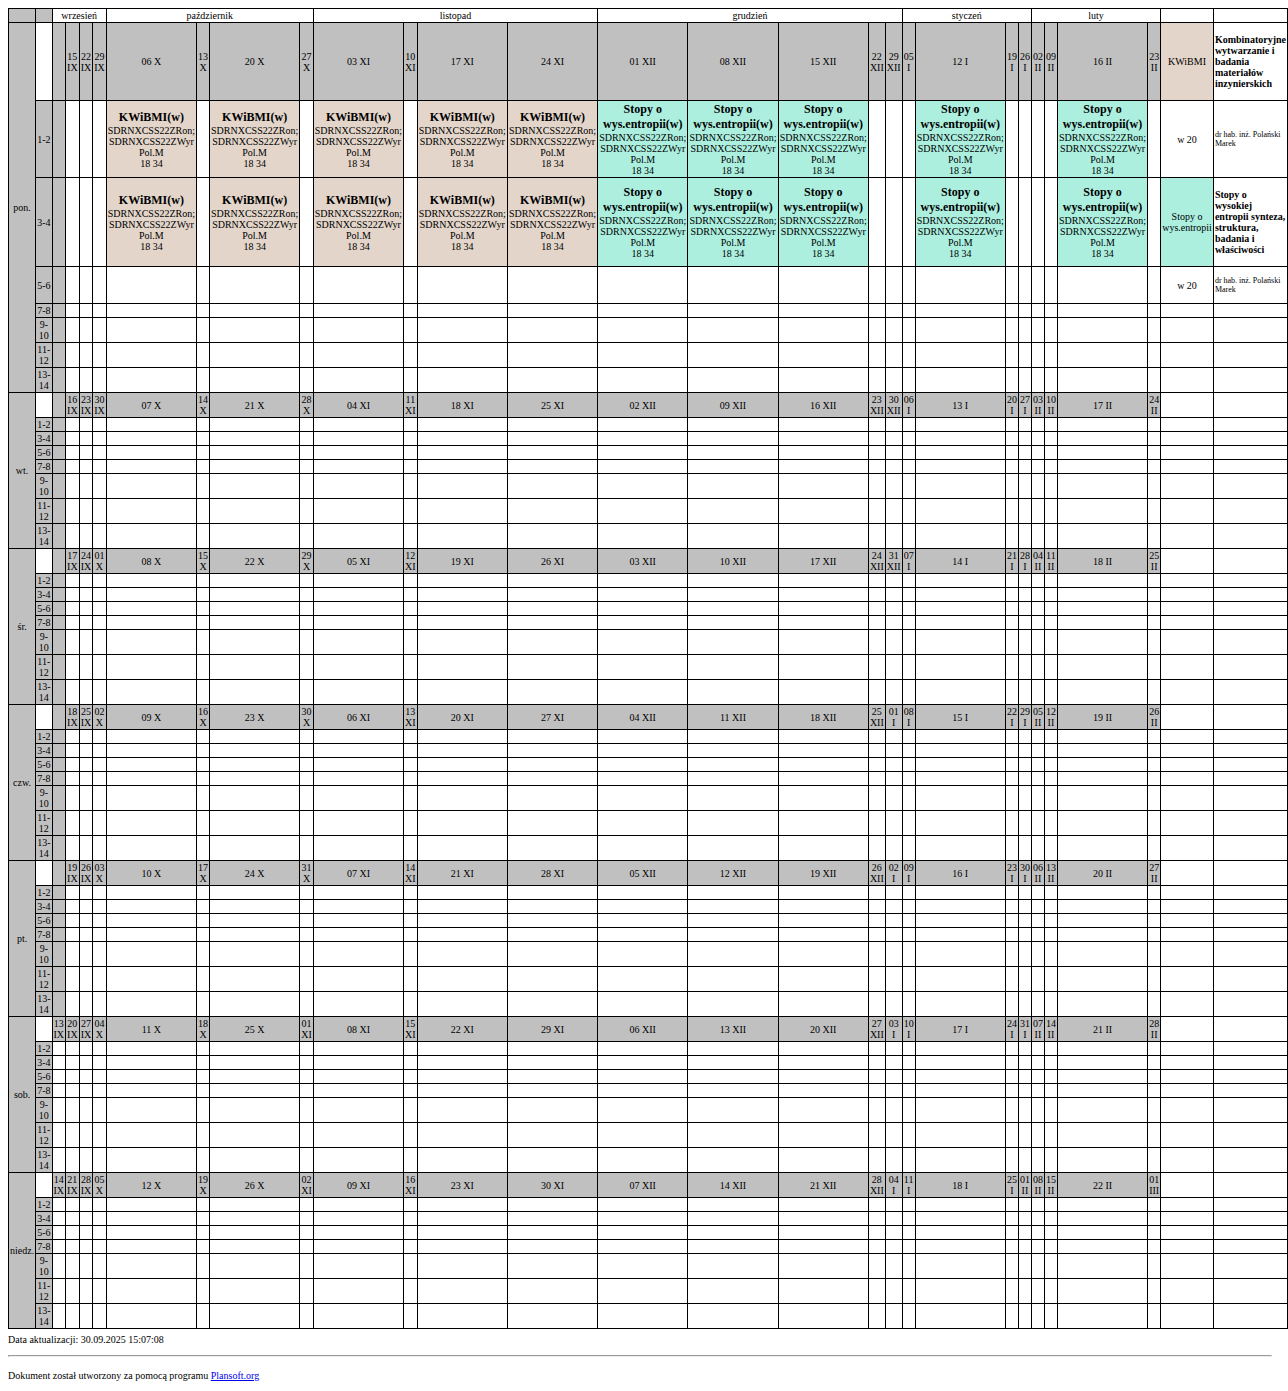 wrzesień październik listopad grudzień styczeń luty
pon. 15 IX 22 IX 29 IX 06 X 13 X 20 X 27 X 03 XI 10 XI 17 XI 24 XI 01 XII 08 XII 15 XII 22 XII 29 XII 05 I 12 I 19 I 26 I 02 II 09 II 16 II 23 II KWiBMI Kombinatoryjne wytwarzanie i badania materiałów inzynierskich
1-2 KWiBMI(w) KWiBMI(w) KWiBMI(w) KWiBMI(w) KWiBMI(w) Stopy o wys.entropii(w) Stopy o wys.entropii(w) Stopy o wys.entropii(w) Stopy o wys.entropii(w) Stopy o wys.entropii(w) w 20 dr hab. inż. Polański Marek
SDRNXCSS22ZRon; SDRNXCSS22ZRon; SDRNXCSS22ZRon; SDRNXCSS22ZRon; SDRNXCSS22ZRon; SDRNXCSS22ZRon; SDRNXCSS22ZRon; SDRNXCSS22ZRon; SDRNXCSS22ZRon; SDRNXCSS22ZRon;
SDRNXCSS22ZWyr SDRNXCSS22ZWyr SDRNXCSS22ZWyr SDRNXCSS22ZWyr SDRNXCSS22ZWyr SDRNXCSS22ZWyr SDRNXCSS22ZWyr SDRNXCSS22ZWyr SDRNXCSS22ZWyr SDRNXCSS22ZWyr
Pol.M Pol.M Pol.M Pol.M Pol.M Pol.M Pol.M Pol.M Pol.M Pol.M
18 34 18 34 18 34 18 34 18 34 18 34 18 34 18 34 18 34 18 34
3-4 KWiBMI(w) KWiBMI(w) KWiBMI(w) KWiBMI(w) KWiBMI(w) Stopy o wys.entropii(w) Stopy o wys.entropii(w) Stopy o wys.entropii(w) Stopy o wys.entropii(w) Stopy o wys.entropii(w) Stopy o wys.entropii Stopy o wysokiej entropii synteza, struktura, badania i właściwości
SDRNXCSS22ZRon; SDRNXCSS22ZRon; SDRNXCSS22ZRon; SDRNXCSS22ZRon; SDRNXCSS22ZRon; SDRNXCSS22ZRon; SDRNXCSS22ZRon; SDRNXCSS22ZRon; SDRNXCSS22ZRon; SDRNXCSS22ZRon;
SDRNXCSS22ZWyr SDRNXCSS22ZWyr SDRNXCSS22ZWyr SDRNXCSS22ZWyr SDRNXCSS22ZWyr SDRNXCSS22ZWyr SDRNXCSS22ZWyr SDRNXCSS22ZWyr SDRNXCSS22ZWyr SDRNXCSS22ZWyr
Pol.M Pol.M Pol.M Pol.M Pol.M Pol.M Pol.M Pol.M Pol.M Pol.M
18 34 18 34 18 34 18 34 18 34 18 34 18 34 18 34 18 34 18 34
5-6 w 20 dr hab. inż. Polański Marek
7-8
9-10
11-12
13-14
wt. 16 IX 23 IX 30 IX 07 X 14 X 21 X 28 X 04 XI 11 XI 18 XI 25 XI 02 XII 09 XII 16 XII 23 XII 30 XII 06 I 13 I 20 I 27 I 03 II 10 II 17 II 24 II
1-2
3-4
5-6
7-8
9-10
11-12
13-14
śr. 17 IX 24 IX 01 X 08 X 15 X 22 X 29 X 05 XI 12 XI 19 XI 26 XI 03 XII 10 XII 17 XII 24 XII 31 XII 07 I 14 I 21 I 28 I 04 II 11 II 18 II 25 II
1-2
3-4
5-6
7-8
9-10
11-12
13-14
czw. 18 IX 25 IX 02 X 09 X 16 X 23 X 30 X 06 XI 13 XI 20 XI 27 XI 04 XII 11 XII 18 XII 25 XII 01 I 08 I 15 I 22 I 29 I 05 II 12 II 19 II 26 II
1-2
3-4
5-6
7-8
9-10
11-12
13-14
pt. 19 IX 26 IX 03 X 10 X 17 X 24 X 31 X 07 XI 14 XI 21 XI 28 XI 05 XII 12 XII 19 XII 26 XII 02 I 09 I 16 I 23 I 30 I 06 II 13 II 20 II 27 II
1-2
3-4
5-6
7-8
9-10
11-12
13-14
sob. 13 IX 20 IX 27 IX 04 X 11 X 18 X 25 X 01 XI 08 XI 15 XI 22 XI 29 XI 06 XII 13 XII 20 XII 27 XII 03 I 10 I 17 I 24 I 31 I 07 II 14 II 21 II 28 II
1-2
3-4
5-6
7-8
9-10
11-12
13-14
niedz. 14 IX 21 IX 28 IX 05 X 12 X 19 X 26 X 02 XI 09 XI 16 XI 23 XI 30 XI 07 XII 14 XII 21 XII 28 XII 04 I 11 I 18 I 25 I 01 II 08 II 15 II 22 II 01 III
1-2
3-4
5-6
7-8
9-10
11-12
13-14
Data aktualizacji: 30.09.2025 15:07:08
Dokument został utworzony za pomocą programu Plansoft.org